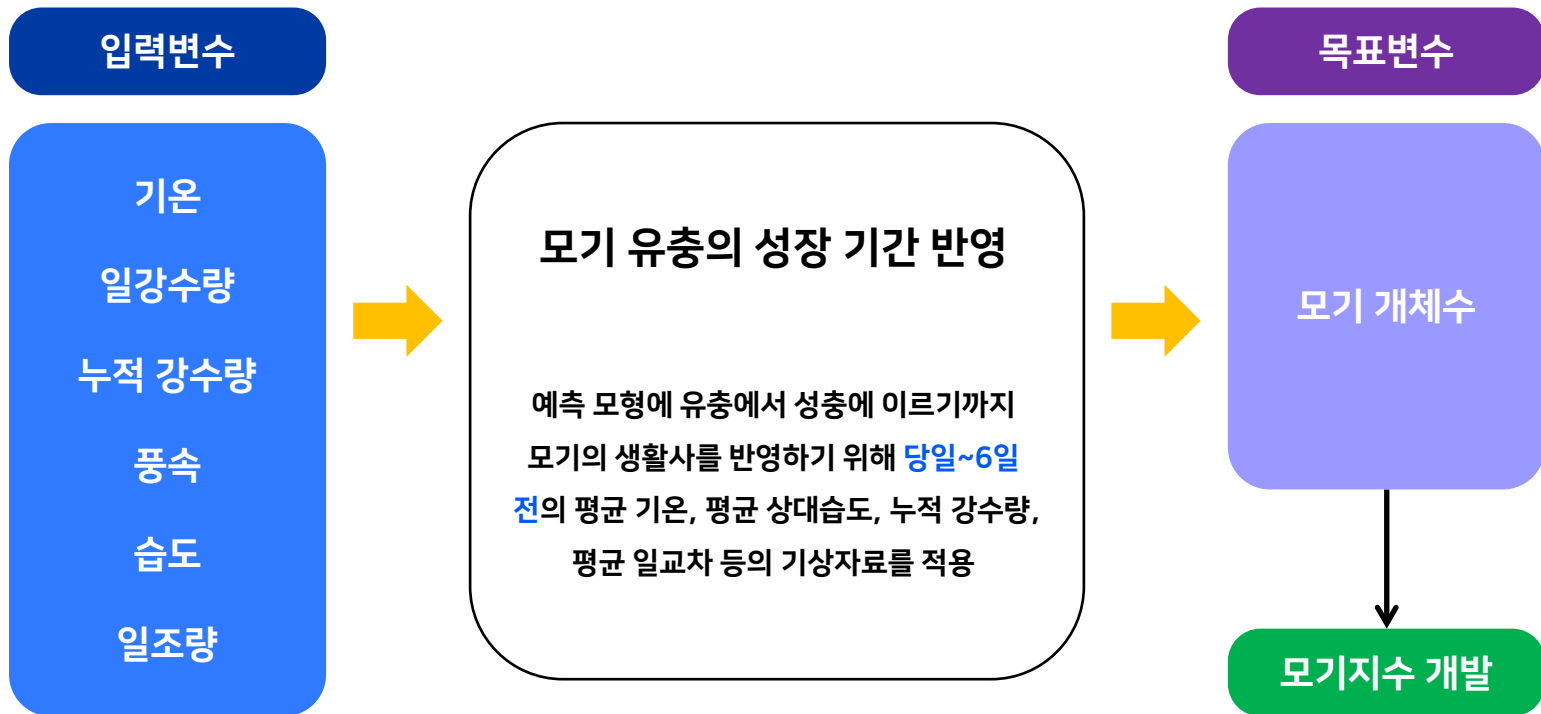 입력변수
기온
일강수량
누적 강수량
풍속
습도
일조량
모기 유충의 성장 기간 반영
예측 모형에 유충에서 성충에 이르기까지
모기의 생활사를 반영하기 위해 당일~6일
전의 평균 기온, 평균 상대습도, 누적 강수량,
평균 일교차 등의 기상자료를 적용
목표변수
모기 개체수
모기지수 개발